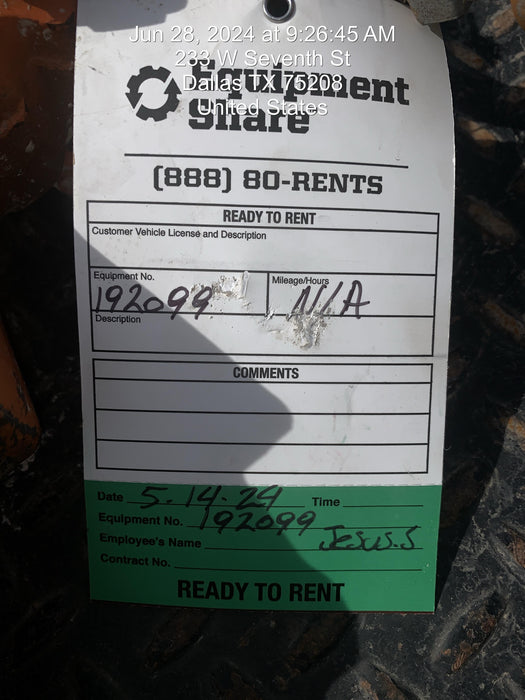 Jun 28, 2024 at 9:26:45 AM
233 W Seventh St
Dallas TX 75208
United States
Equipment
Share
(888) 80-RENTS
READY TO RENT
Customer Vehicle License and Description
Equipment No. Mileage/Hours
192099 N/A
Description
COMMENTS
Date 5-14-24 Time
Equipment No. 192099
Employee's Name Jesus.S
Contract No.
READY TO RENT